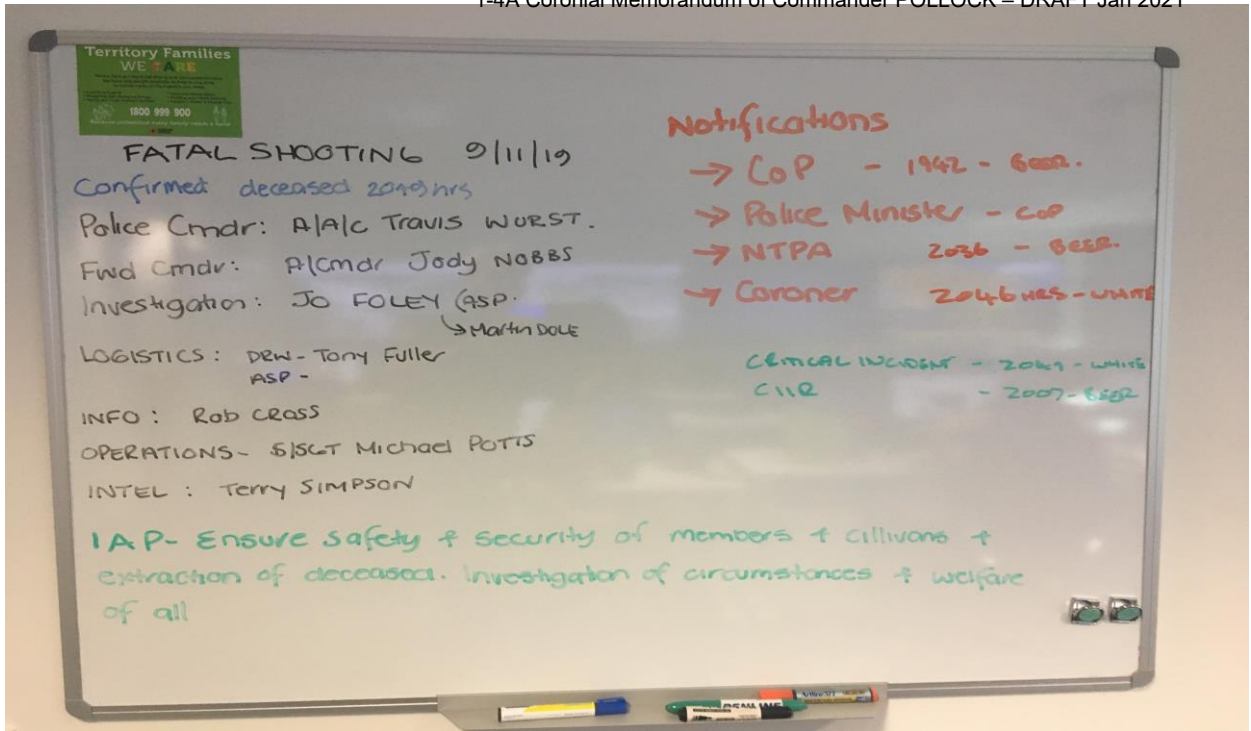 1-4A Coronial Memorandum of Commander POLLOCK – DRAFT Jan 2021
Territory Families
WE CARE
1800 999 900
FATAL SHOOTING 9/11/19
Confirmed deceased hrs
Police Cmdr: A/A/C Travis WURST.
Fwd Cmdr: A/Cmdr Jody NOBBS
Investigation: JO FOLEY (ASP.
↳ Martin DOLE
LOGISTICS: DRW - Tony Fuller
ASP -
INFO: Rob CROSS
OPERATIONS - S/SGT Michael POTTS
INTEL: Terry SIMPSON
IAP - Ensure safety + security of members + cillivans +
extraction of deceased. Investigation of circumstances + welfare
of all
Notifications
→ CoP - 1942 - BEER.
→ Police Minister - CoP
→ NTPA 2036 - BEER.
→ Coroner 2046 HRS - WHITE
CRITICAL INCIDENT - - WHITE
CIIR - 2007 - BEER